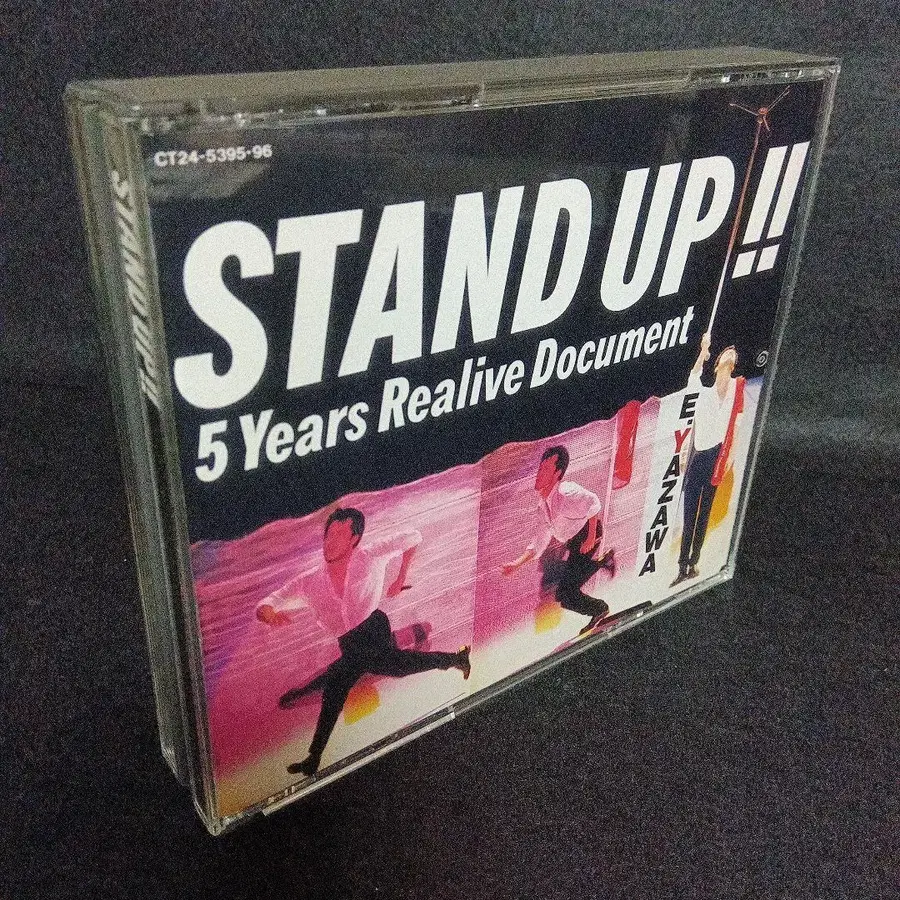 CT24-5395-96
STAND UP!!
5 Years Realive Document
E.YAZAWA
STAND UP!!